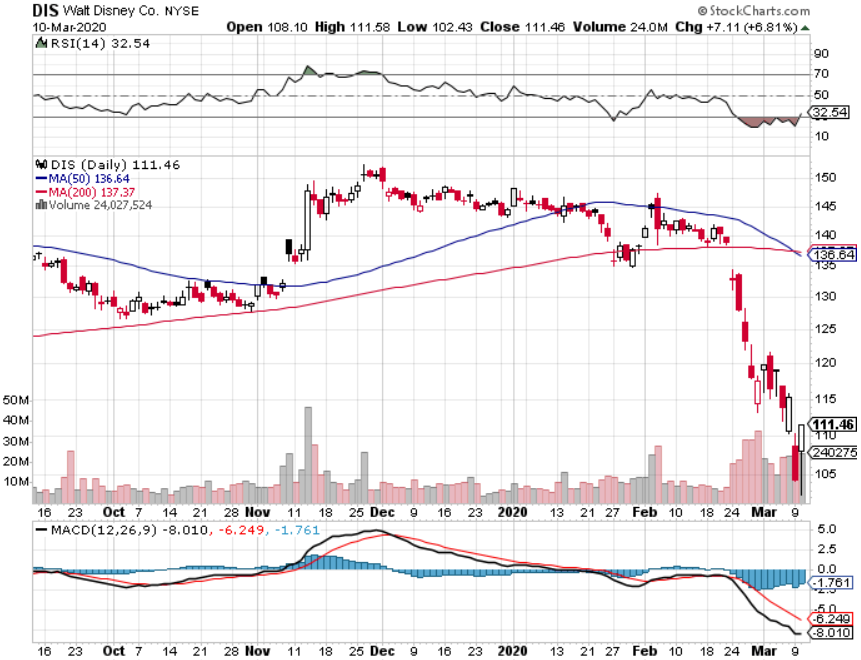 DIS Walt Disney Co. NYSE © StockCharts.com
10-Mar-2020 Open 108.10 High 111.58 Low 102.43 Close 111.46 Volume 24.0M Chg +7.11 (+6.81%)
RSI(14) 32.54
90
70
50
32.54
10
DIS (Daily) 111.46
MA(50) 136.64
MA(200) 137.37
Volume 24,027,524
150
145
140
136.64
135
130
125
120
115
111.46
110
240275
105
50M
40M
30M
20M
10M
16 23 Oct 7 14 21 28 Nov 11 18 25 Dec 9 16 23 2020 13 21 27 Feb 10 18 24 Mar 9
MACD(12,26,9) -8.010, -6.249, -1.761
5.0
2.5
0.0
-1.761
-2.5
-5.0
-6.249
-8.010
16 23 Oct 7 14 21 28 Nov 11 18 25 Dec 9 16 23 2020 13 21 27 Feb 10 18 24 Mar 9